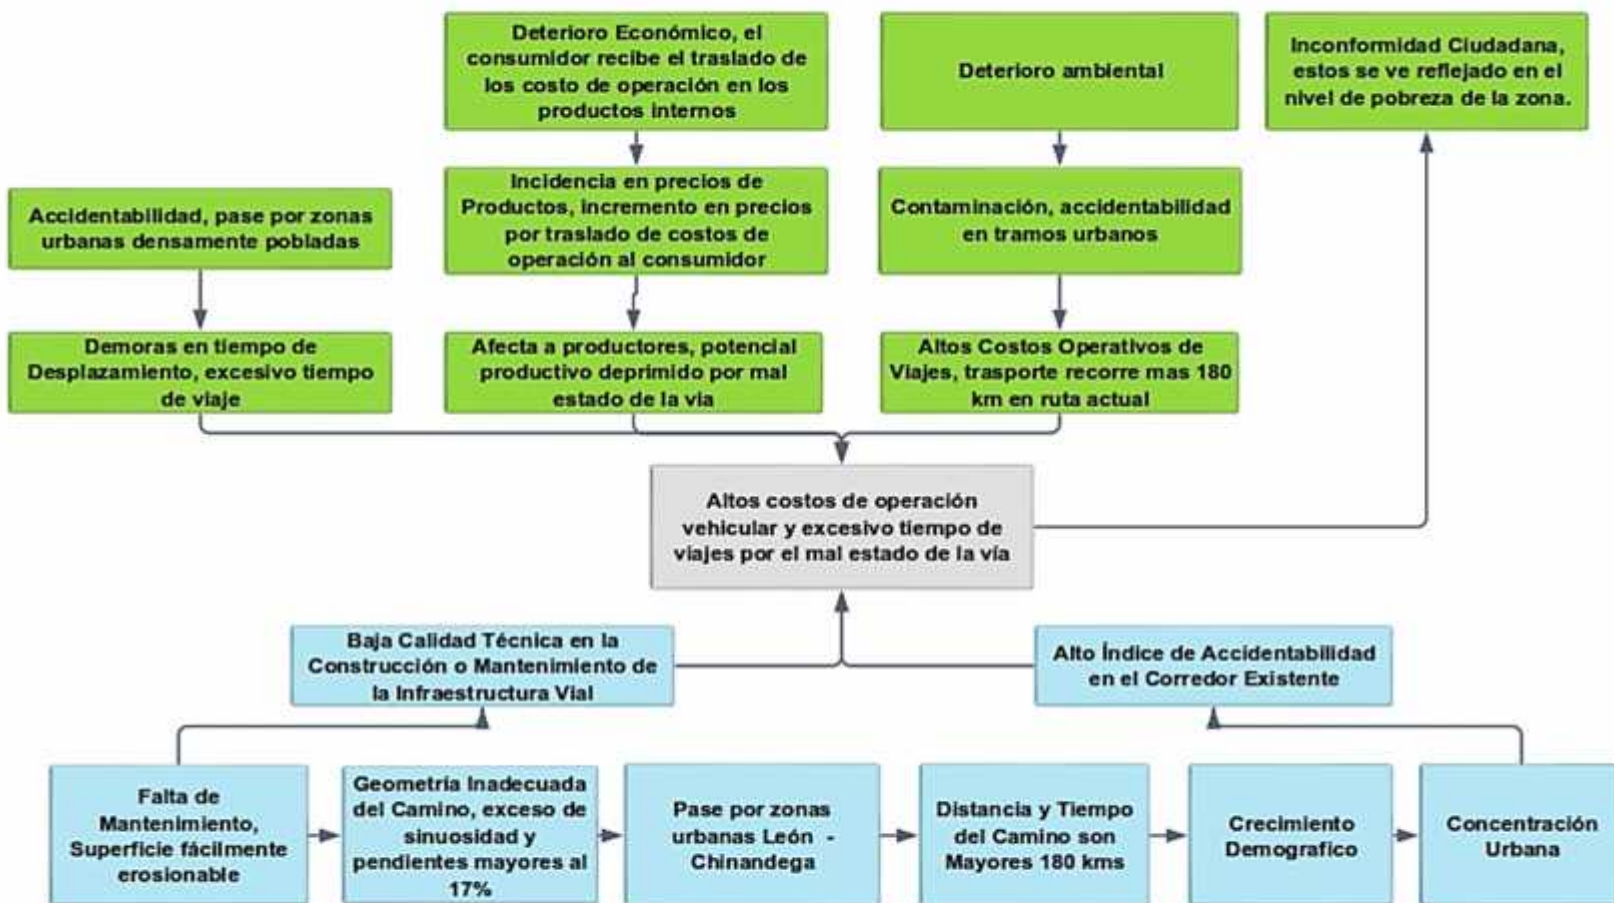 Deterioro Económico, el
consumidor recibe el traslado de
los costo de operación en los
productos internos
Deterioro ambiental
Inconformidad Ciudadana,
estos se ve reflejado en el
nivel de pobreza de la zona.
Accidentabilidad, pase por zonas
urbanas densamente pobladas
Incidencia en precios de
Productos, incremento en precios
por traslado de costos de
operación al consumidor
Contaminación, accidentabilidad
en tramos urbanos
Demoras en tiempo de
Desplazamiento, excesivo tiempo
de viaje
Afecta a productores, potencial
productivo deprimido por mal
estado de la via
Altos Costos Operativos de
Viajes, trasporte recorre mas 180
km en ruta actual
Altos costos de operación
vehicular y excesivo tiempo de
viajes por el mal estado de la vía
Baja Calidad Técnica en la
Construcción o Mantenimiento de
la Infraestructura Vial
Alto Índice de Accidentabilidad
en el Corredor Existente
Falta de
Mantenimiento,
Superficie fácilmente
erosionable
Geometría Inadecuada
del Camino, exceso de
sinuosidad y
pendientes mayores al
17%
Pase por zonas
urbanas León -
Chinandega
Distancia y Tiempo
del Camino son
Mayores 180 kms
Crecimiento
Demografico
Concentración
Urbana